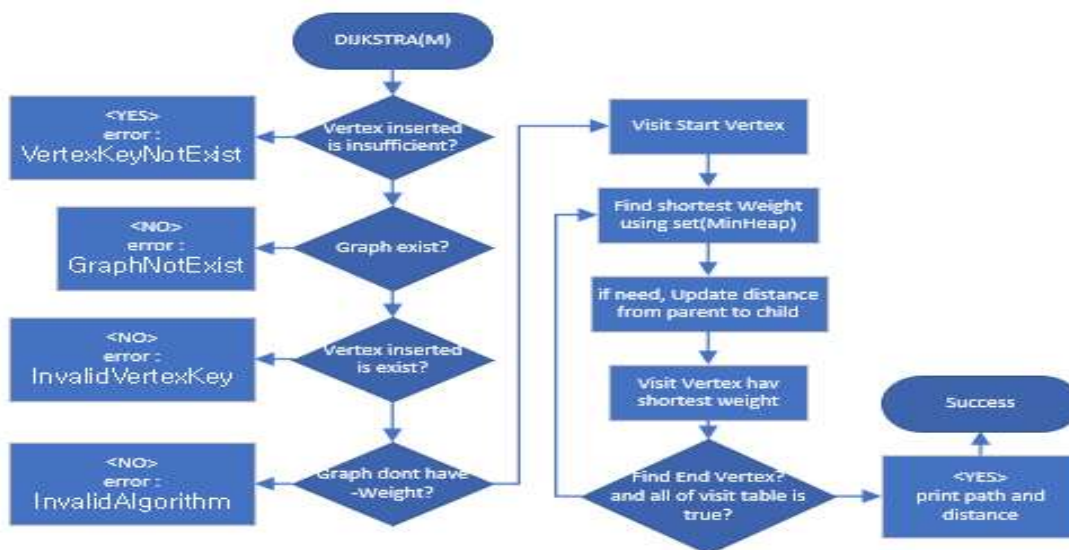 DIJKSTRA(M)
<YES>
error :
VertexKeyNotExist
Vertex inserted
is insufficient?
<NO>
error :
GraphNotExist
Graph exist?
<NO>
error :
InvalidVertexKey
Vertex inserted
is exist?
<NO>
error :
InvalidAlgorithm
Graph dont have
-Weight?
Visit Start Vertex
Find shortest Weight
using set(MinHeap)
if need, Update distance
from parent to child
Visit Vertex hav
shortest weight
Find End Vertex?
and all of visit table is
true?
Success
<YES>
print path and
distance